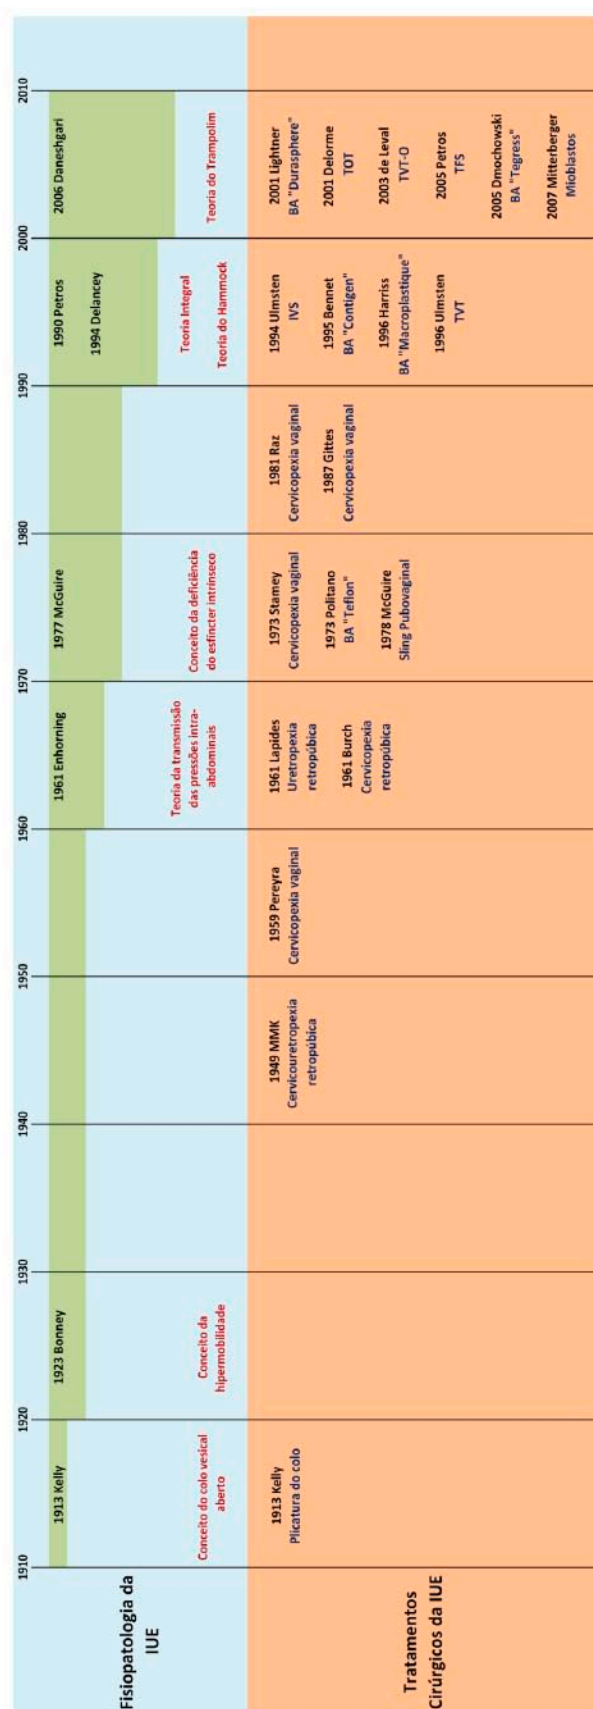 Fisiopatologia da
IUE
Tratamentos
Cirúrgicos da IUE
1910
1920
1930
1940
1950
1960
1970
1980
1990
2000
2010
1913 Kelly
Conceito do colo vesical
aberto
1923 Bonney
Conceito da
hipermobilidade
1961 Enhorning
Teoria da transmissão
das pressões intra-
abdominais
1977 McGuire
Conceito da deficiência
do esfíncter intrínseco
1990 Petros
1994 Delancey
Teoria Integral
Teoria do Hammock
2006 Daneshgari
Teoria do Trampolim
1913 Kelly
Plicatura do colo
1949 MMK
Cervicouretropexia
retropúbica
1959 Pereyra
Cervicopexia vaginal
1961 Lapides
Uretropexia
retropúbica
1961 Burch
Cervicopexia
retropúbica
1973 Stamey
Cervicopexia vaginal
1973 Politano
BA "Teflon"
1978 McGuire
Sling Pubovaginal
1981 Raz
Cervicopexia vaginal
1987 Gittes
Cervicopexia vaginal
1994 Ulmsten
IVS
1995 Bennet
BA "Contigen"
1996 Harriss
BA "Macroplastique"
1996 Ulmsten
TVT
2001 Lightner
BA "Durasphere"
2001 Delorme
TOT
2003 de Leval
TVT-O
2005 Petros
TFS
2005 Dmochowski
BA "Tegress"
2007 Mitterberger
Mioblastos